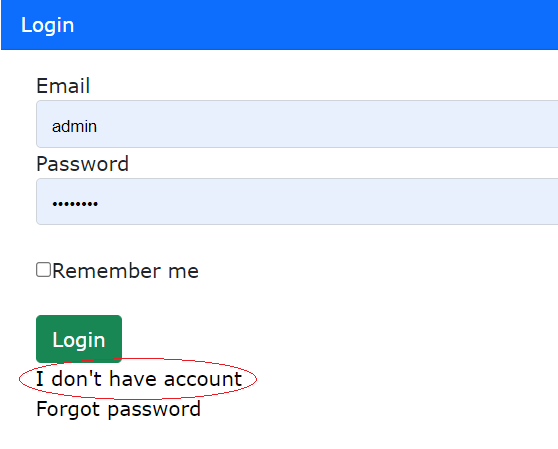 Login
Email
admin
Password
••••••••
Remember me
Login
I don't have account
Forgot password